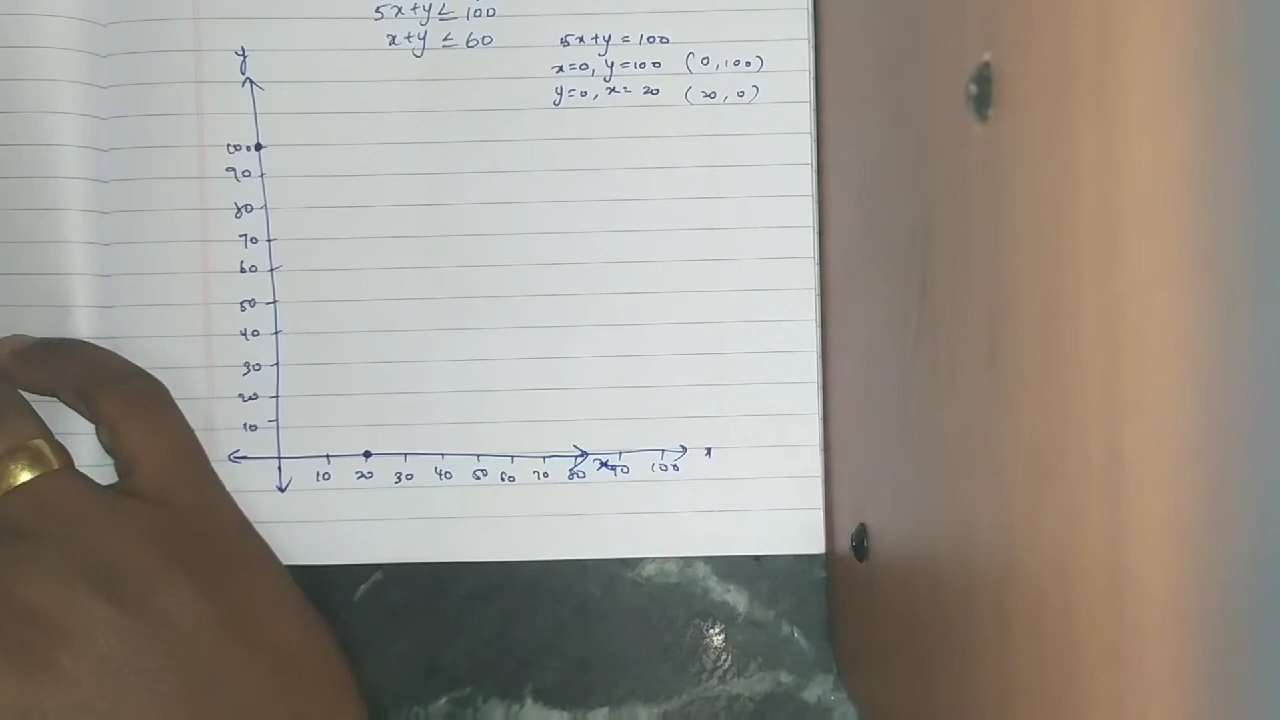 5x+y ≤ 100
x+y ≤ 60
5x+y = 100
x=0, y=100 (0,100)
y=0, x= 20 (20,0)
y
100
90
80
70
60
50
40
30
20
10
10 20 30 40 50 60 70 80 90 100 x